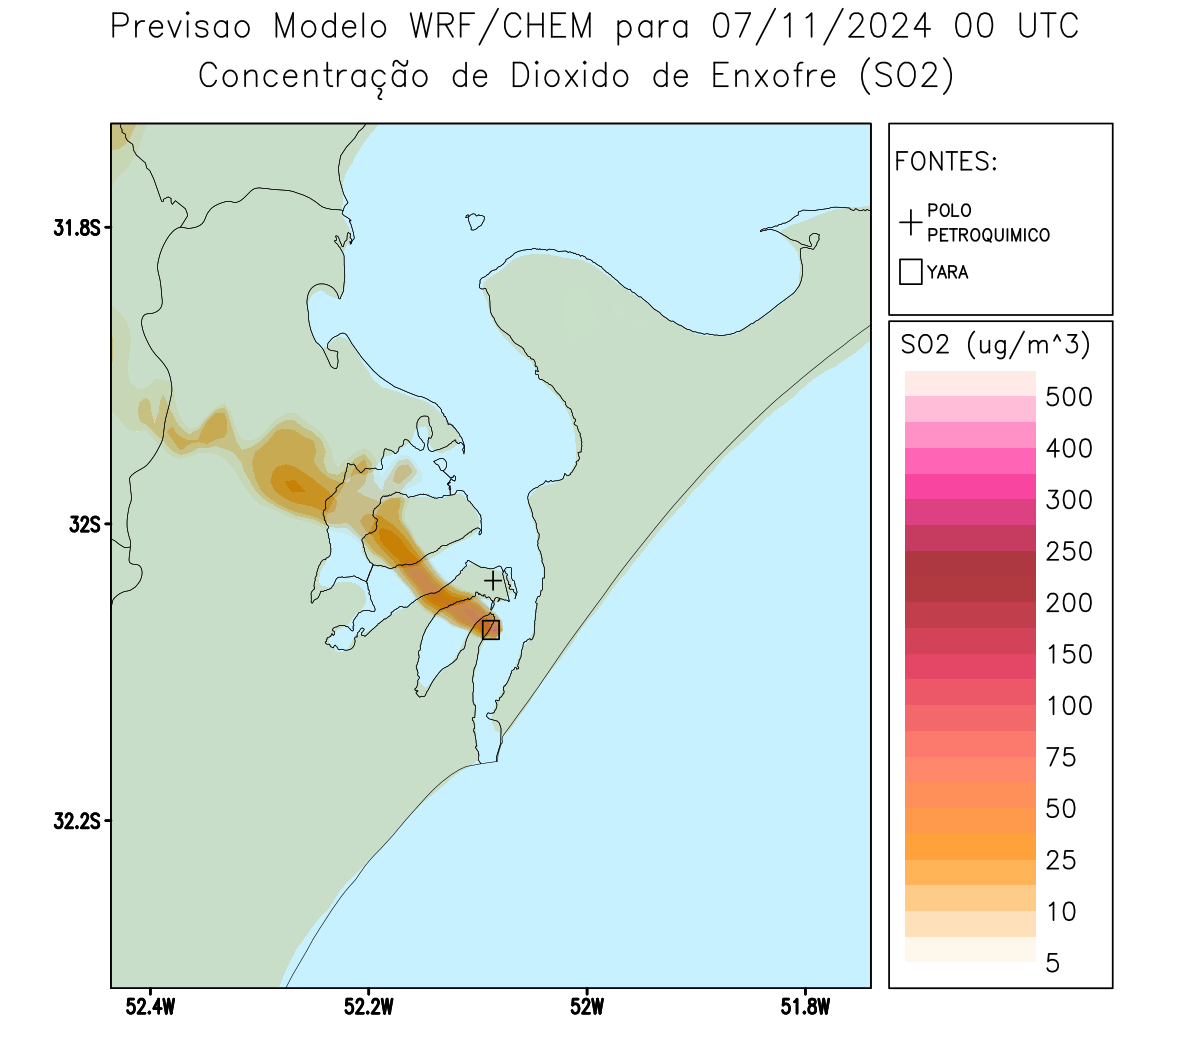 Previsao Modelo WRF/CHEM para 07/11/2024 00 UTC
Concentração de Dioxido de Enxofre (SO2)
FONTES:
POLO
PETROQUIMICO
YARA
SO2 (ug/m^3)
500
400
300
250
200
150
100
75
50
25
10
5
31.8S
32S
32.2S
52.4W
52.2W
52W
51.8W